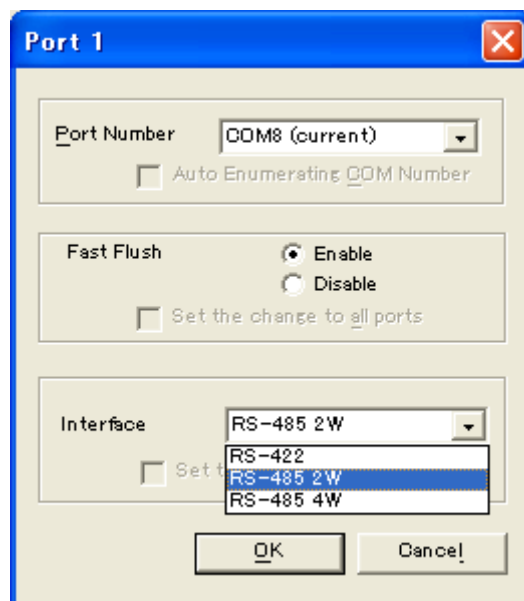 Port 1
Port Number COM8 (current)
Auto Enumerating COM Number
Fast Flush Enable
Disable
Set the change to all ports
Interface RS-485 2W
RS-422
Set t
RS-485 2W
RS-485 4W
OK Cancel